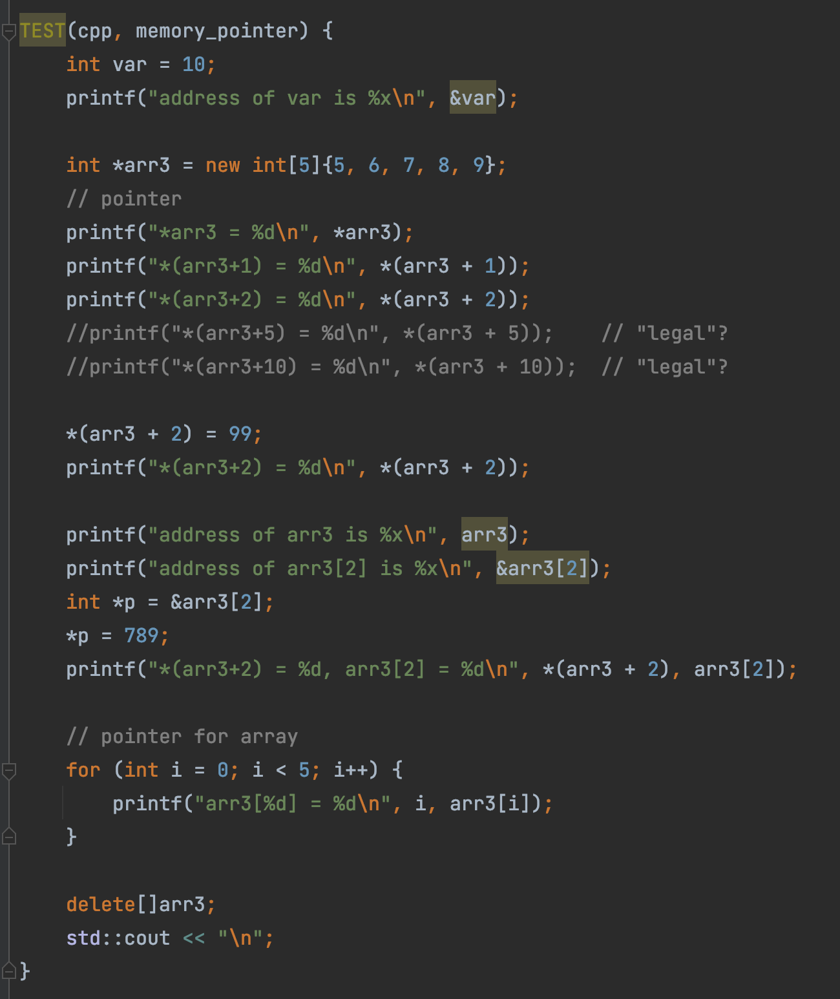 TEST(cpp, memory_pointer) {
    int var = 10;
    printf("address of var is %x\n", &var);

    int *arr3 = new int[5]{5, 6, 7, 8, 9};
    // pointer
    printf("*arr3 = %d\n", *arr3);
    printf("*(arr3+1) = %d\n", *(arr3 + 1));
    printf("*(arr3+2) = %d\n", *(arr3 + 2));
    //printf("*(arr3+5) = %d\n", *(arr3 + 5));    // "legal"?
    //printf("*(arr3+10) = %d\n", *(arr3 + 10));  // "legal"?

    *(arr3 + 2) = 99;
    printf("*(arr3+2) = %d\n", *(arr3 + 2));

    printf("address of arr3 is %x\n", arr3);
    printf("address of arr3[2] is %x\n", &arr3[2]);
    int *p = &arr3[2];
    *p = 789;
    printf("*(arr3+2) = %d, arr3[2] = %d\n", *(arr3 + 2), arr3[2]);

    // pointer for array
    for (int i = 0; i < 5; i++) {
        printf("arr3[%d] = %d\n", i, arr3[i]);
    }

    delete[]arr3;
    std::cout << "\n";
}